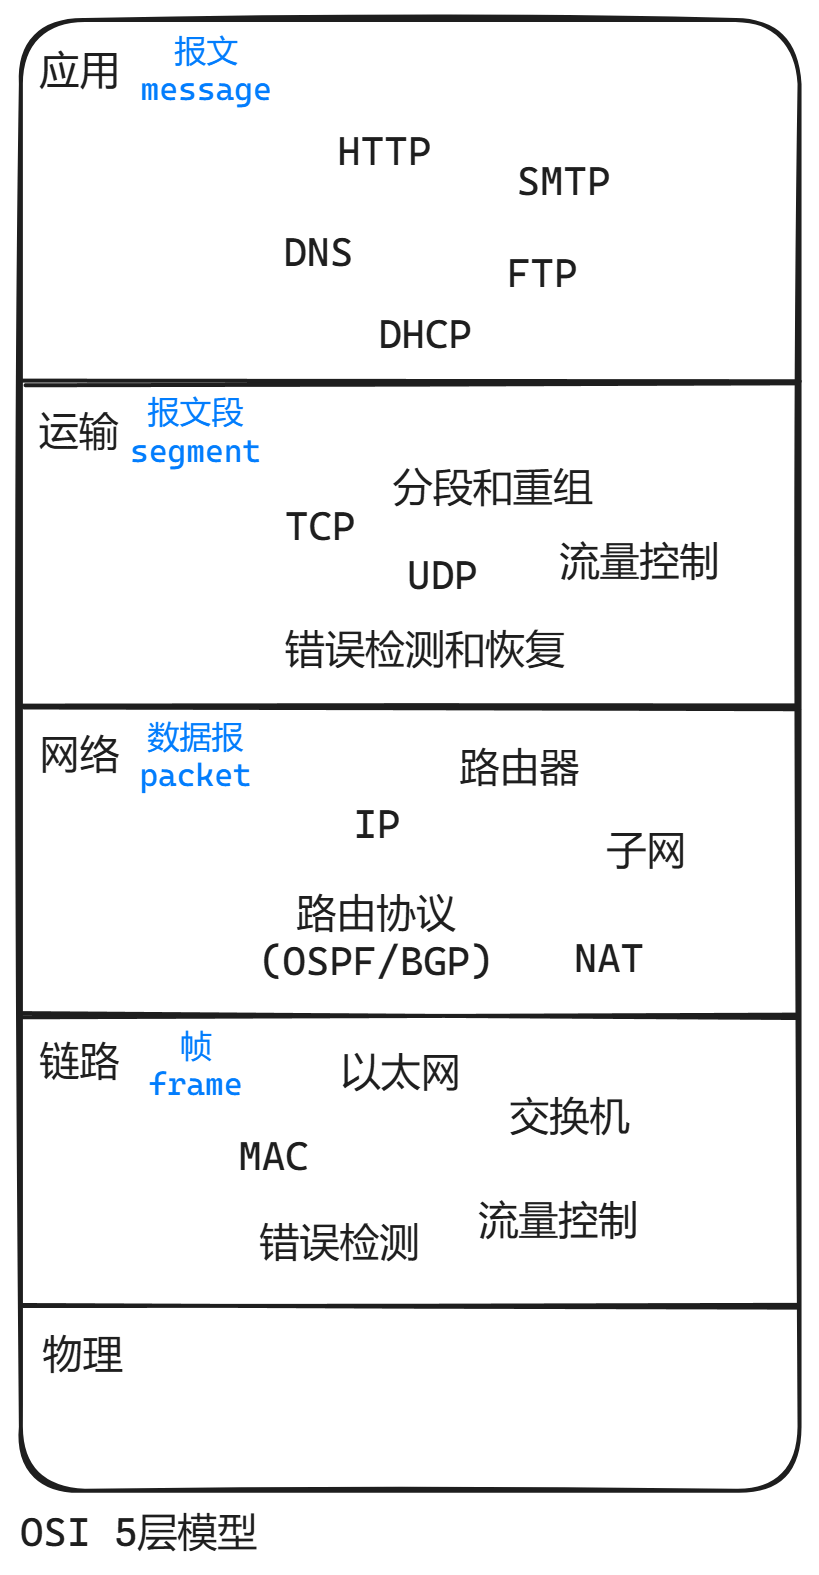 应用
报文
message
HTTP
SMTP
DNS
FTP
DHCP
运输
报文段
segment
分段和重组
TCP
流量控制
UDP
错误检测和恢复
网络
数据报
packet
路由器
IP
子网
路由协议
(OSPF/BGP)
NAT
链路
帧
frame
以太网
交换机
MAC
流量控制
错误检测
物理
OSI 5层模型